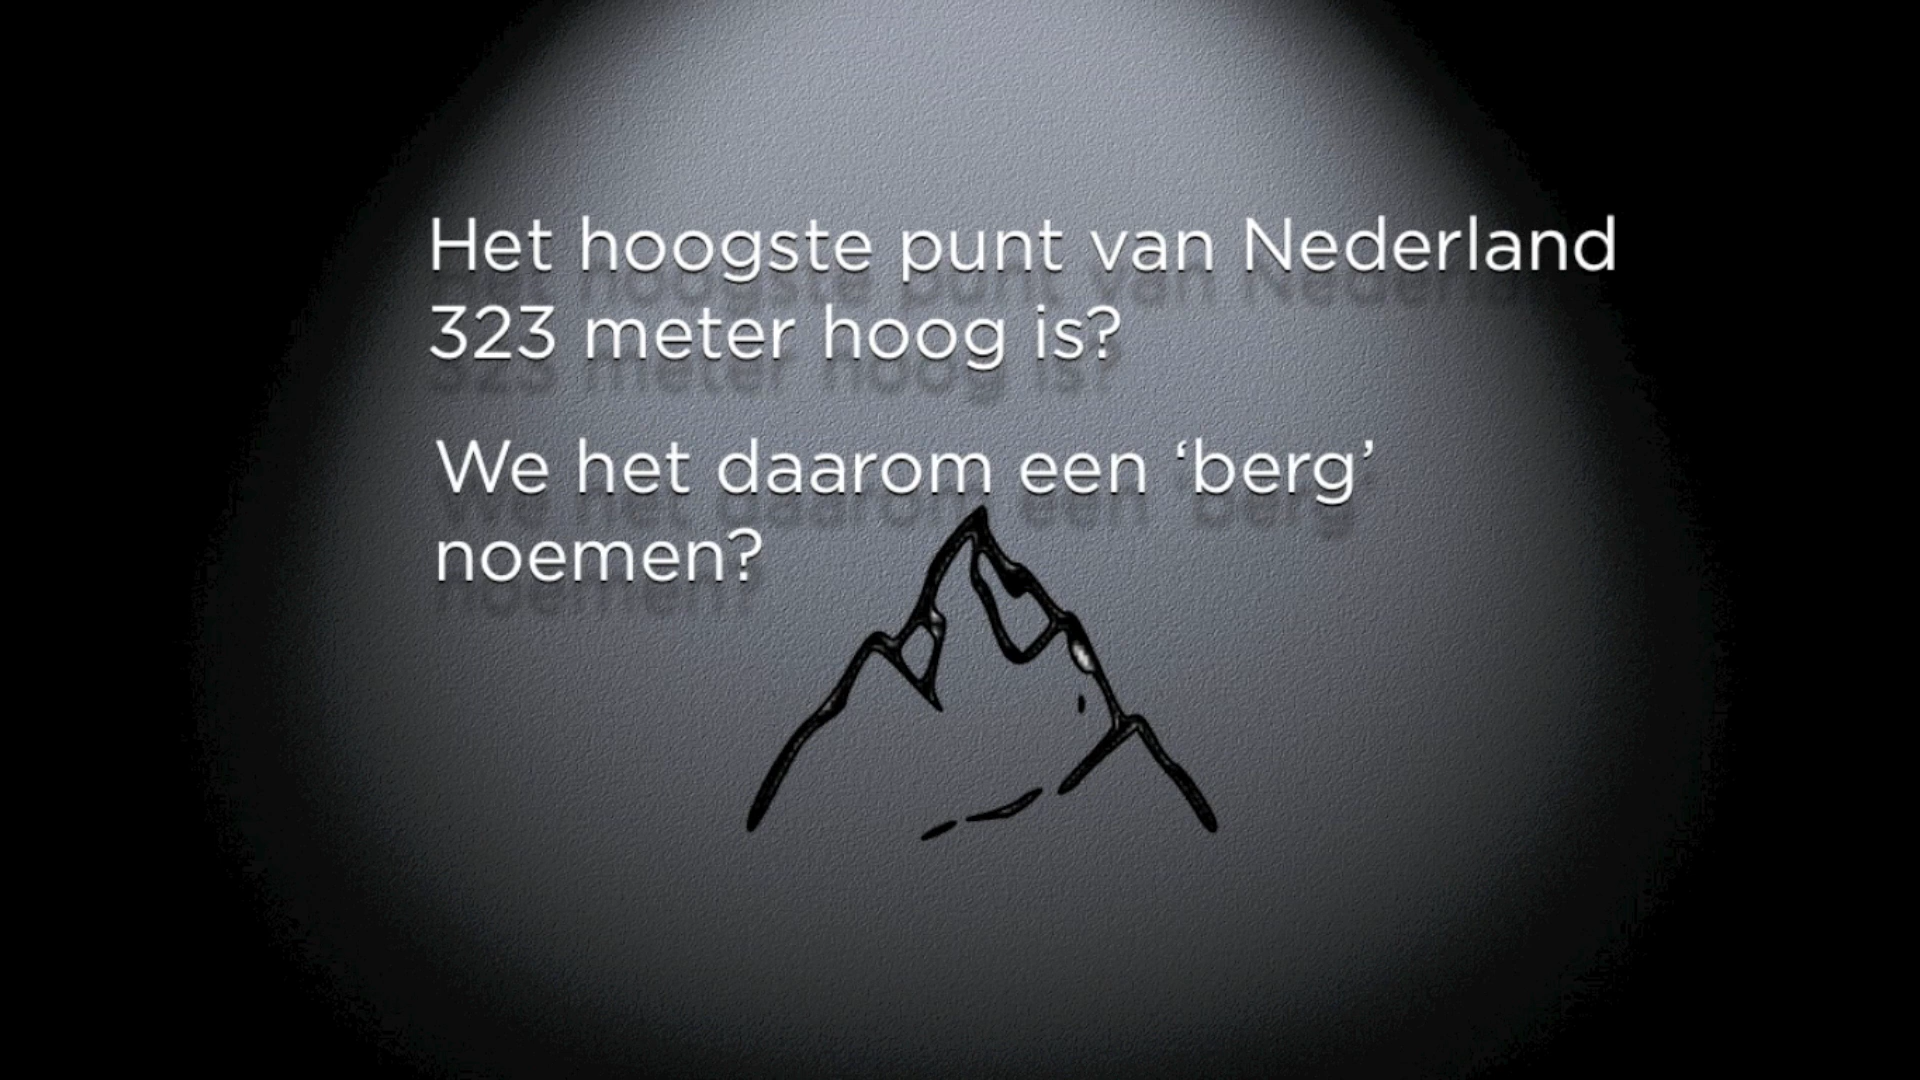 Het hoogste punt van Nederland
323 meter hoog is?
We het daarom een ‘berg’
noemen?